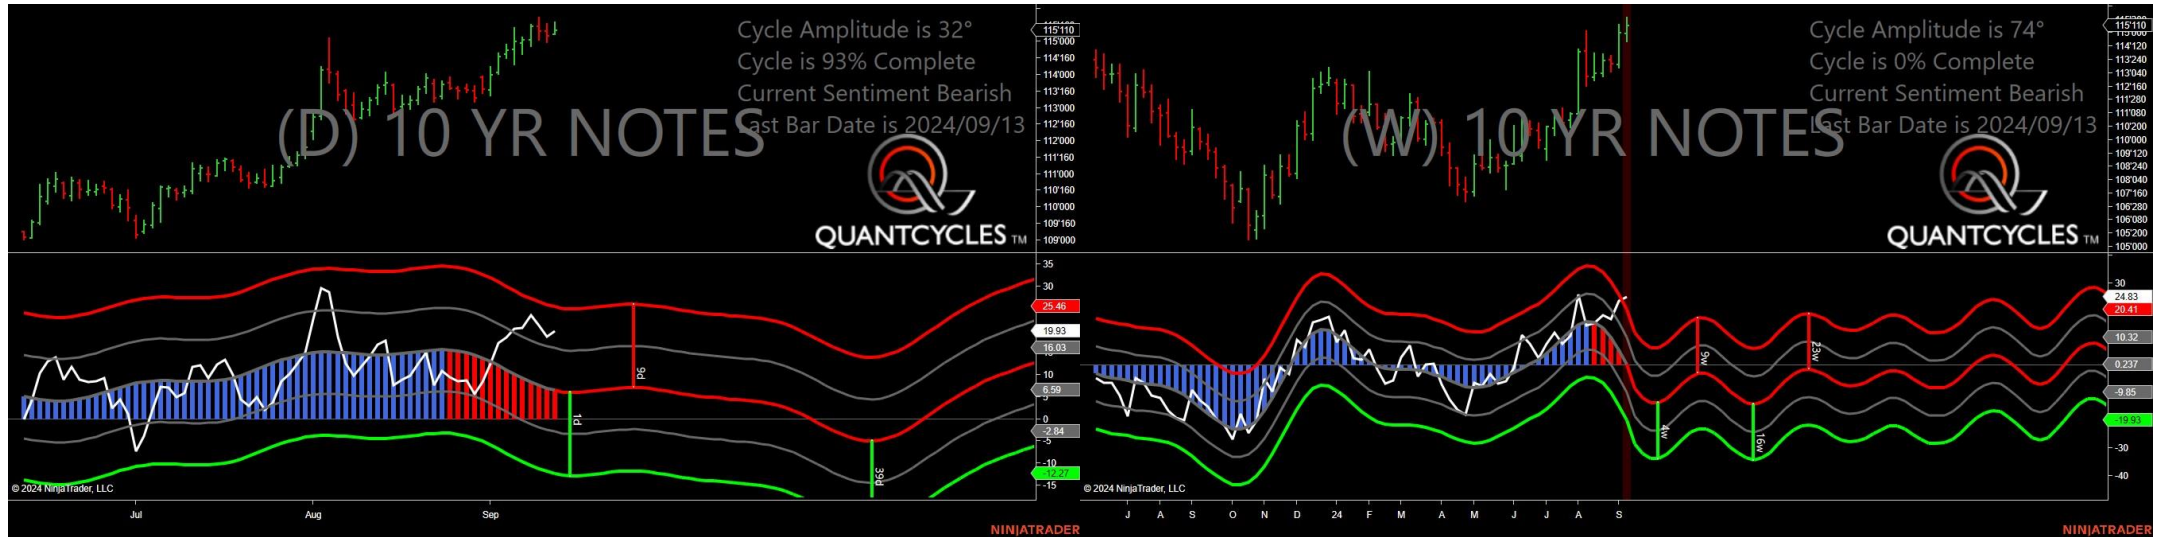 Cycle Amplitude is 32°
Cycle is 93% Complete
Current Sentiment Bearish
Last Bar Date is 2024/09/13
(D) 10 YR NOTES
QUANTCYCLES TM
115'110
115'000
114'160
114'000
113'160
113'000
112'160
112'000
111'160
111'000
110'160
110'000
109'160
109'000
35
30
25.46
19.93
16.03
10
6.59
5
0
-2.84
-5
-10
-12.27
-15
9d
1d
39d
© 2024 NinjaTrader, LLC
Jul
Aug
Sep
NINJATRADER
Cycle Amplitude is 74°
Cycle is 0% Complete
Current Sentiment Bearish
Last Bar Date is 2024/09/13
(W) 10 YR NOTES
QUANTCYCLES TM
115'110
115'000
114'120
113'240
113'040
112'160
111'280
111'080
110'200
110'000
109'120
108'240
108'040
107'160
106'280
106'080
105'200
105'000
30
24.83
20.41
10.32
0.237
-9.85
-19.93
-30
-40
9w
23w
4w
16w
© 2024 NinjaTrader, LLC
J A S O N D 24 F M A M J J A S
NINJATRADER